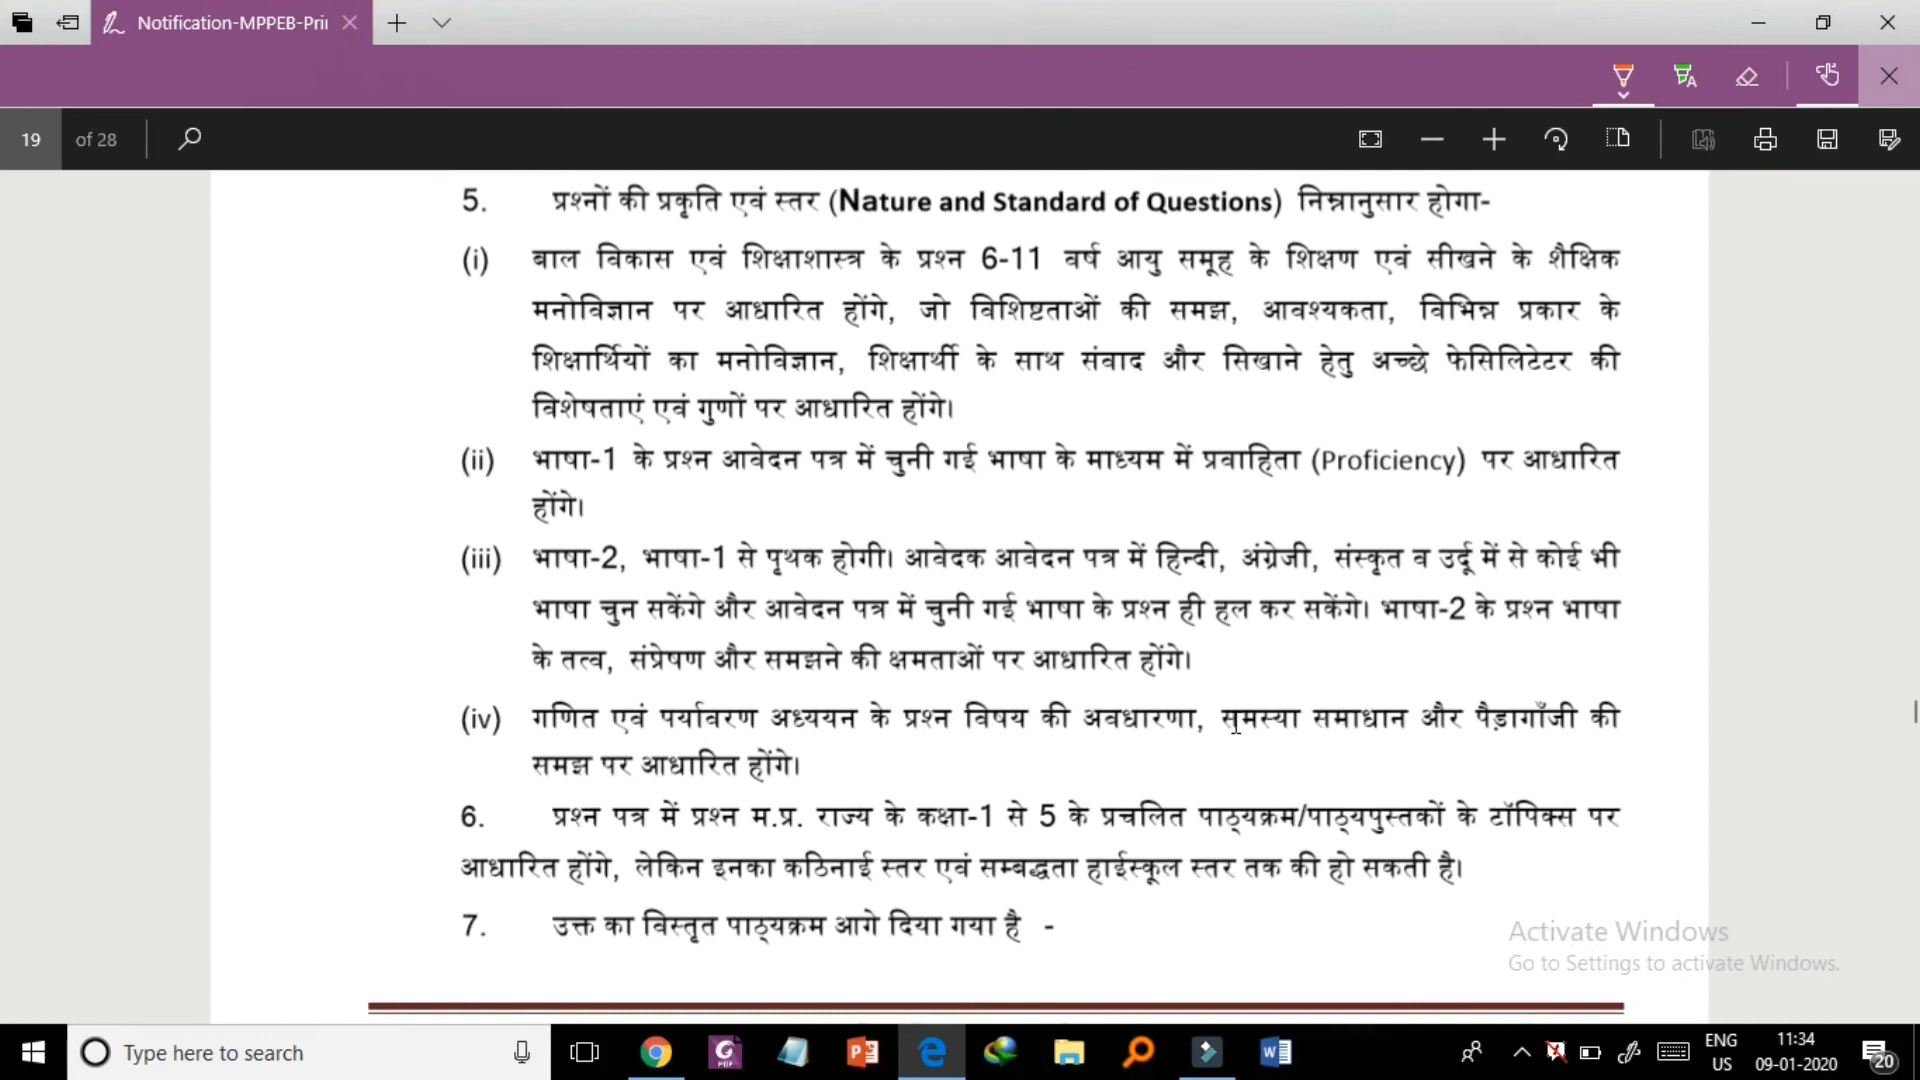 Notification-MPPEB-Pri
19 of 28
5. प्रश्नों की प्रकृति एवं स्तर (Nature and Standard of Questions) निम्नानुसार होगा-
(i) बाल विकास एवं शिक्षाशास्त्र के प्रश्न 6-11 वर्ष आयु समूह के शिक्षण एवं सीखने के शैक्षिक
मनोविज्ञान पर आधारित होंगे, जो विशिष्टताओं की समझ, आवश्यकता, विभिन्न प्रकार के
शिक्षार्थियों का मनोविज्ञान, शिक्षार्थी के साथ संवाद और सिखाने हेतु अच्छे फेसिलिटेटर की
विशेषताएं एवं गुणों पर आधारित होंगे।
(ii) भाषा-1 के प्रश्न आवेदन पत्र में चुनी गई भाषा के माध्यम में प्रवाहिता (Proficiency) पर आधारित
होंगे।
(iii) भाषा-2, भाषा-1 से पृथक होगी। आवेदक आवेदन पत्र में हिन्दी, अंग्रेजी, संस्कृत व उर्दू में से कोई भी
भाषा चुन सकेंगे और आवेदन पत्र में चुनी गई भाषा के प्रश्न ही हल कर सकेंगे। भाषा-2 के प्रश्न भाषा
के तत्व, संप्रेषण और समझने की क्षमताओं पर आधारित होंगे।
(iv) गणित एवं पर्यावरण अध्ययन के प्रश्न विषय की अवधारणा, समस्या समाधान और पैड़ागाँजी की
समझ पर आधारित होंगे।
6. प्रश्न पत्र में प्रश्न म.प्र. राज्य के कक्षा-1 से 5 के प्रचलित पाठ्यक्रम/पाठ्यपुस्तकों के टॉपिक्स पर
आधारित होंगे, लेकिन इनका कठिनाई स्तर एवं सम्बद्धता हाईस्कूल स्तर तक की हो सकती है।
7. उक्त का विस्तृत पाठ्यक्रम आगे दिया गया है -
Activate Windows
Go to Settings to activate Windows.
Type here to search
ENG
US
11:34
09-01-2020
20